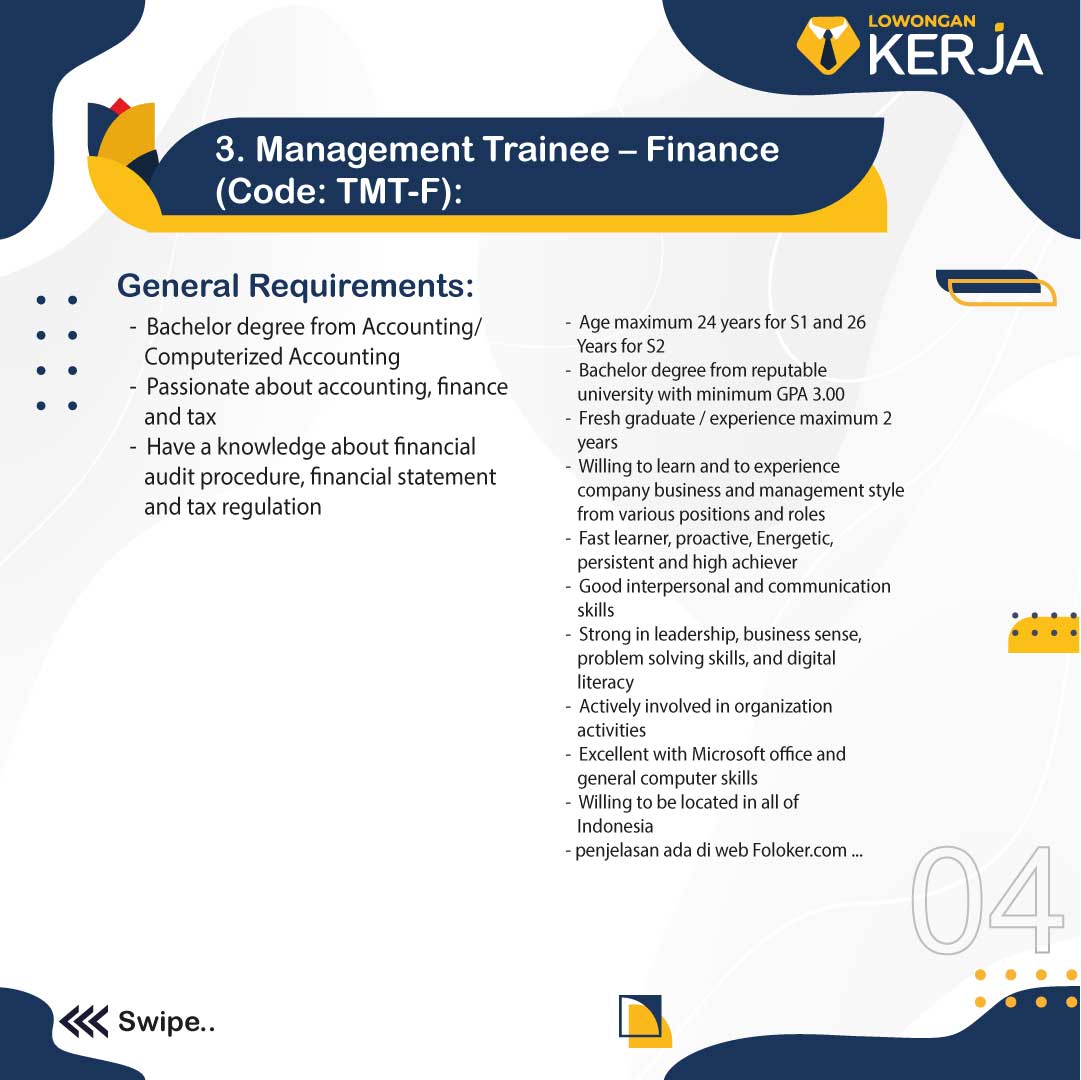 LOWONGAN
KERJA
3. Management Trainee – Finance
(Code: TMT-F):
General Requirements:
- Bachelor degree from Accounting/
Computerized Accounting
- Passionate about accounting, finance
and tax
- Have a knowledge about financial
audit procedure, financial statement
and tax regulation
- Age maximum 24 years for S1 and 26
Years for S2
- Bachelor degree from reputable
university with minimum GPA 3.00
- Fresh graduate / experience maximum 2
years
- Willing to learn and to experience
company business and management style
from various positions and roles
- Fast learner, proactive, Energetic,
persistent and high achiever
- Good interpersonal and communication
skills
- Strong in leadership, business sense,
problem solving skills, and digital
literacy
- Actively involved in organization
activities
- Excellent with Microsoft office and
general computer skills
- Willing to be located in all of
Indonesia
- penjelasan ada di web Foloker.com ...
04
Swipe..